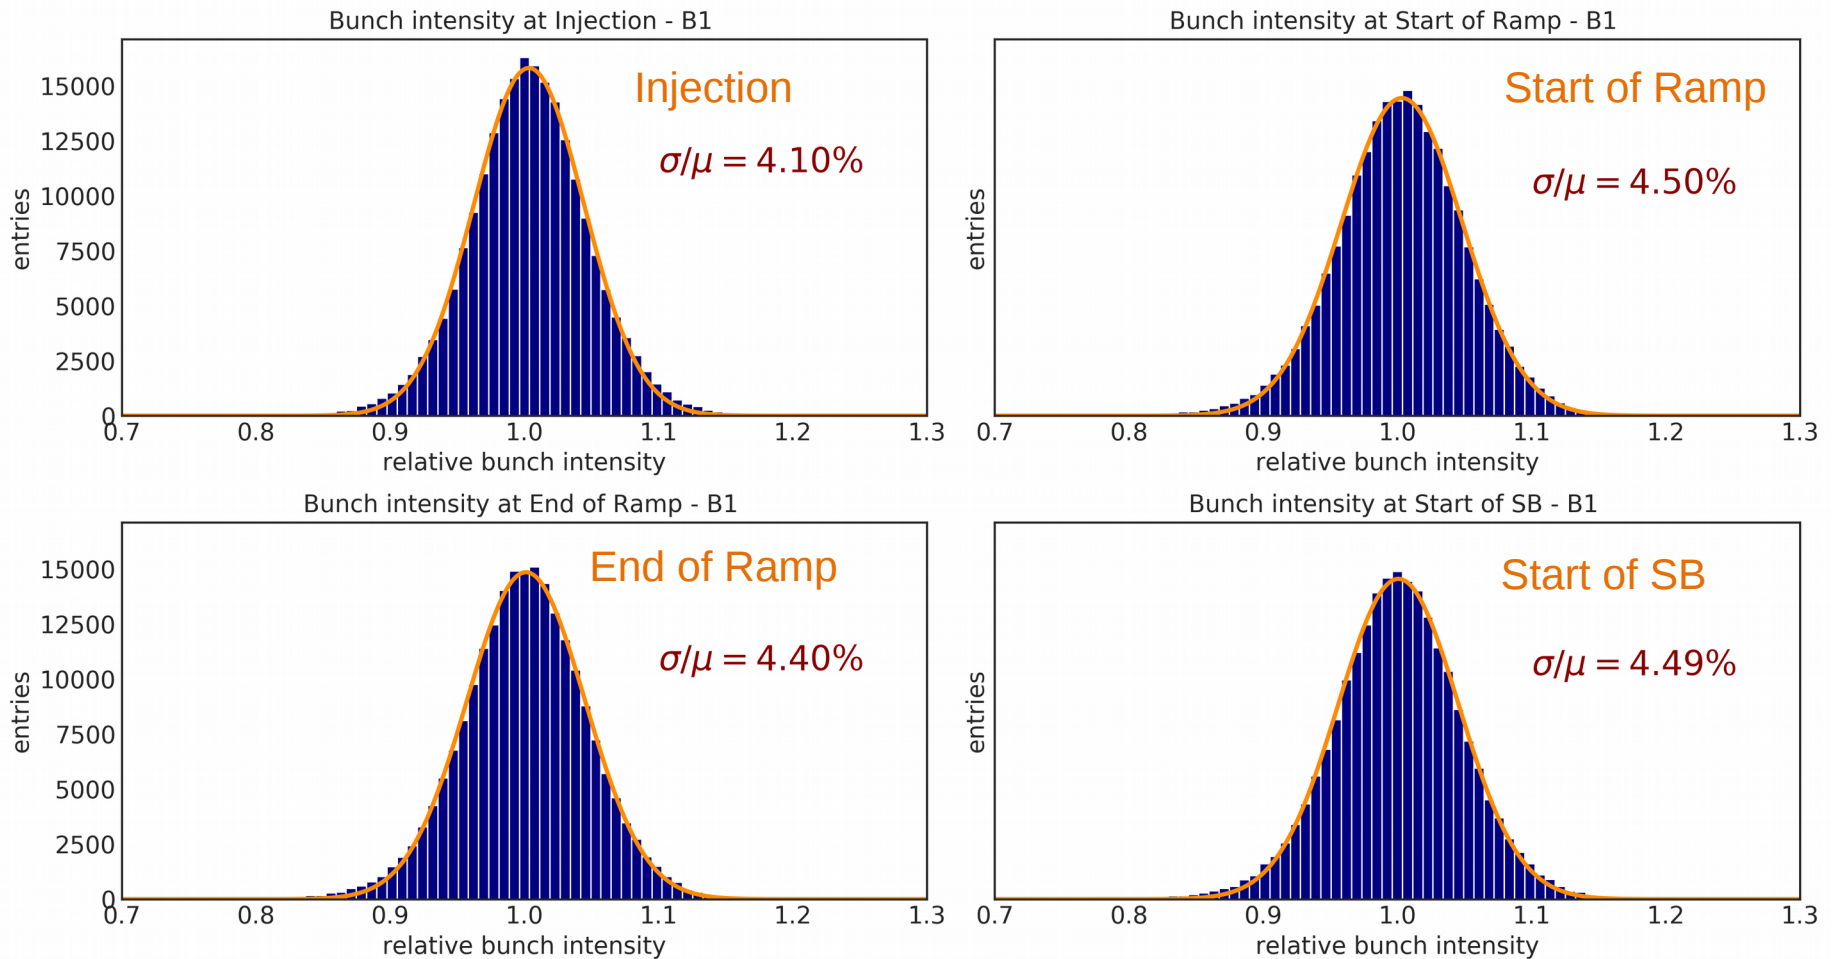 Bunch intensity at Injection - B1
Injection
σ/μ = 4.10%
entries
15000
12500
10000
7500
5000
2500
0
0.7 0.8 0.9 1.0 1.1 1.2 1.3
relative bunch intensity
Bunch intensity at Start of Ramp - B1
Start of Ramp
σ/μ = 4.50%
entries
0.7 0.8 0.9 1.0 1.1 1.2 1.3
relative bunch intensity
Bunch intensity at End of Ramp - B1
End of Ramp
σ/μ = 4.40%
entries
15000
12500
10000
7500
5000
2500
0
0.7 0.8 0.9 1.0 1.1 1.2 1.3
relative bunch intensity
Bunch intensity at Start of SB - B1
Start of SB
σ/μ = 4.49%
entries
0.7 0.8 0.9 1.0 1.1 1.2 1.3
relative bunch intensity